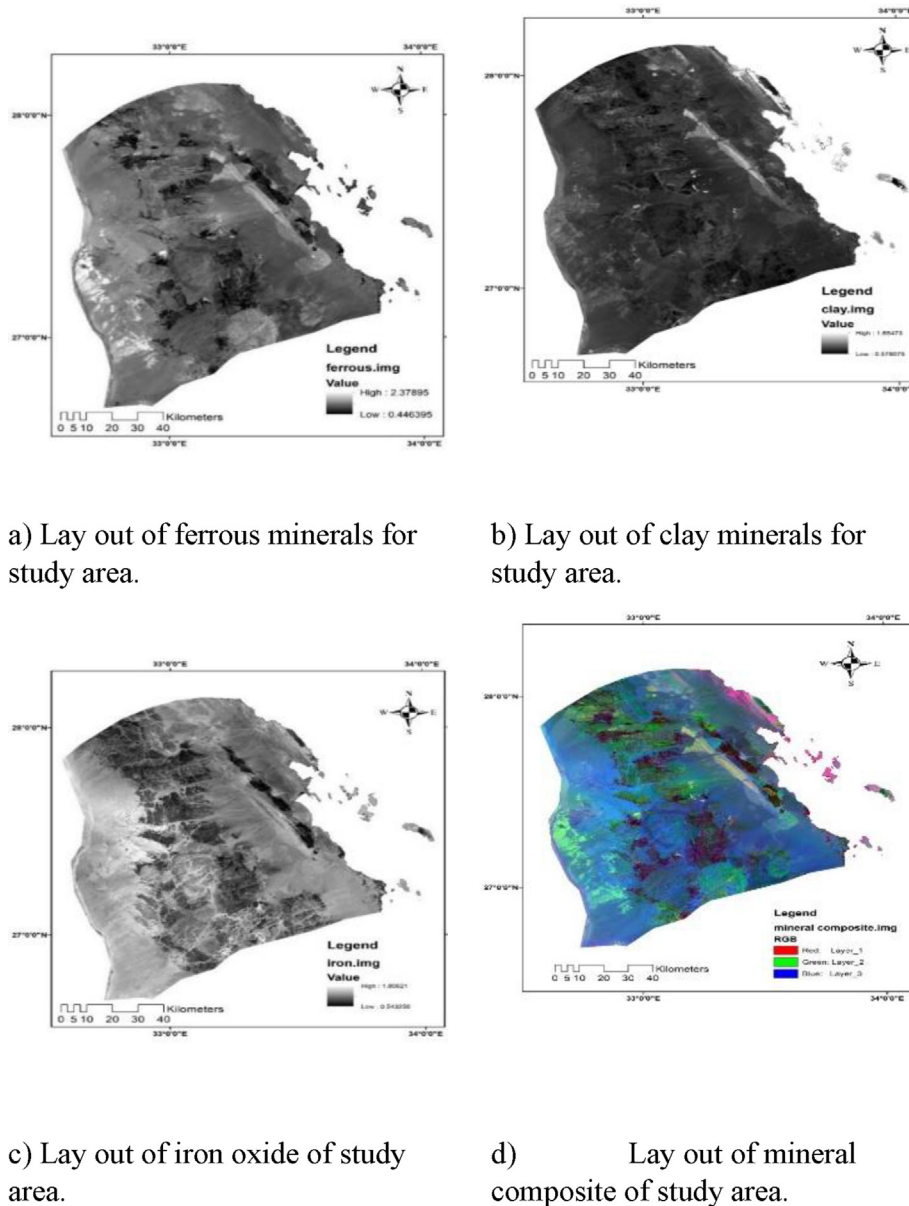 33°0'0"E 34°0'0"E
N
W E
S
28°0'0"N
27°0'0"N
Legend
ferrous.img
Value
High : 2.37895
Low : 0.446395
Kilometers
0 5 10 20 30 40
33°0'0"E 34°0'0"E
33°0'0"E 34°0'0"E
N
W E
S
28°0'0"N
27°0'0"N
Legend
clay.img
Value
Kilometers
0 5 10 20 30 40
33°0'0"E 34°0'0"E
a) Lay out of ferrous minerals for
study area.
b) Lay out of clay minerals for
study area.
33°0'0"E 34°0'0"E
N
W E
S
28°0'0"N
27°0'0"N
Legend
iron.img
Value
Kilometers
0 5 10 20 30 40
33°0'0"E 34°0'0"E
33°0'0"E 34°0'0"E
N
W
S
28°0'0"N
27°0'0"N
Legend
mineral composite.img
RGB
Red: Layer_1
Green: Layer_2
Blue: Layer_3
Kilometers
0 5 10 20 30 40
33°0'0"E 34°0'0"E
c) Lay out of iron oxide of study
area.
d) Lay out of mineral
composite of study area.